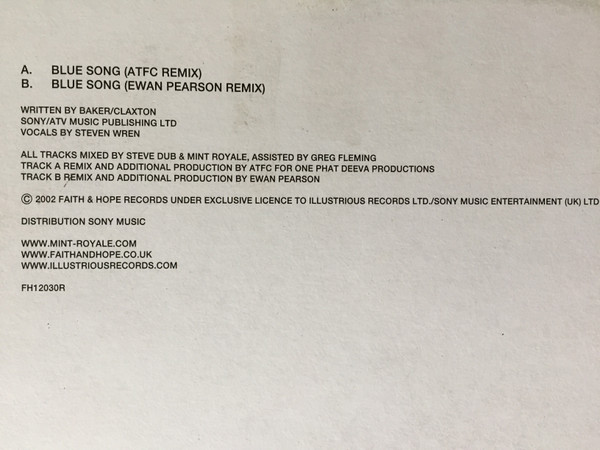 A. BLUE SONG (ATFC REMIX)
B. BLUE SONG (EWAN PEARSON REMIX)
WRITTEN BY BAKER/CLAXTON
SONY/ATV MUSIC PUBLISHING LTD
VOCALS BY STEVEN WREN
ALL TRACKS MIXED BY STEVE DUB & MINT ROYALE, ASSISTED BY GREG FLEMING
TRACK A REMIX AND ADDITIONAL PRODUCTION BY ATFC FOR ONE PHAT DEEVA PRODUCTIONS
TRACK B REMIX AND ADDITIONAL PRODUCTION BY EWAN PEARSON
© 2002 FAITH & HOPE RECORDS UNDER EXCLUSIVE LICENCE TO ILLUSTRIOUS RECORDS LTD./SONY MUSIC ENTERTAINMENT (UK) LTD
DISTRIBUTION SONY MUSIC
WWW.MINT-ROYALE.COM
WWW.FAITHANDHOPE.CO.UK
WWW.ILLUSTRIOUSRECORDS.COM
FH12030R